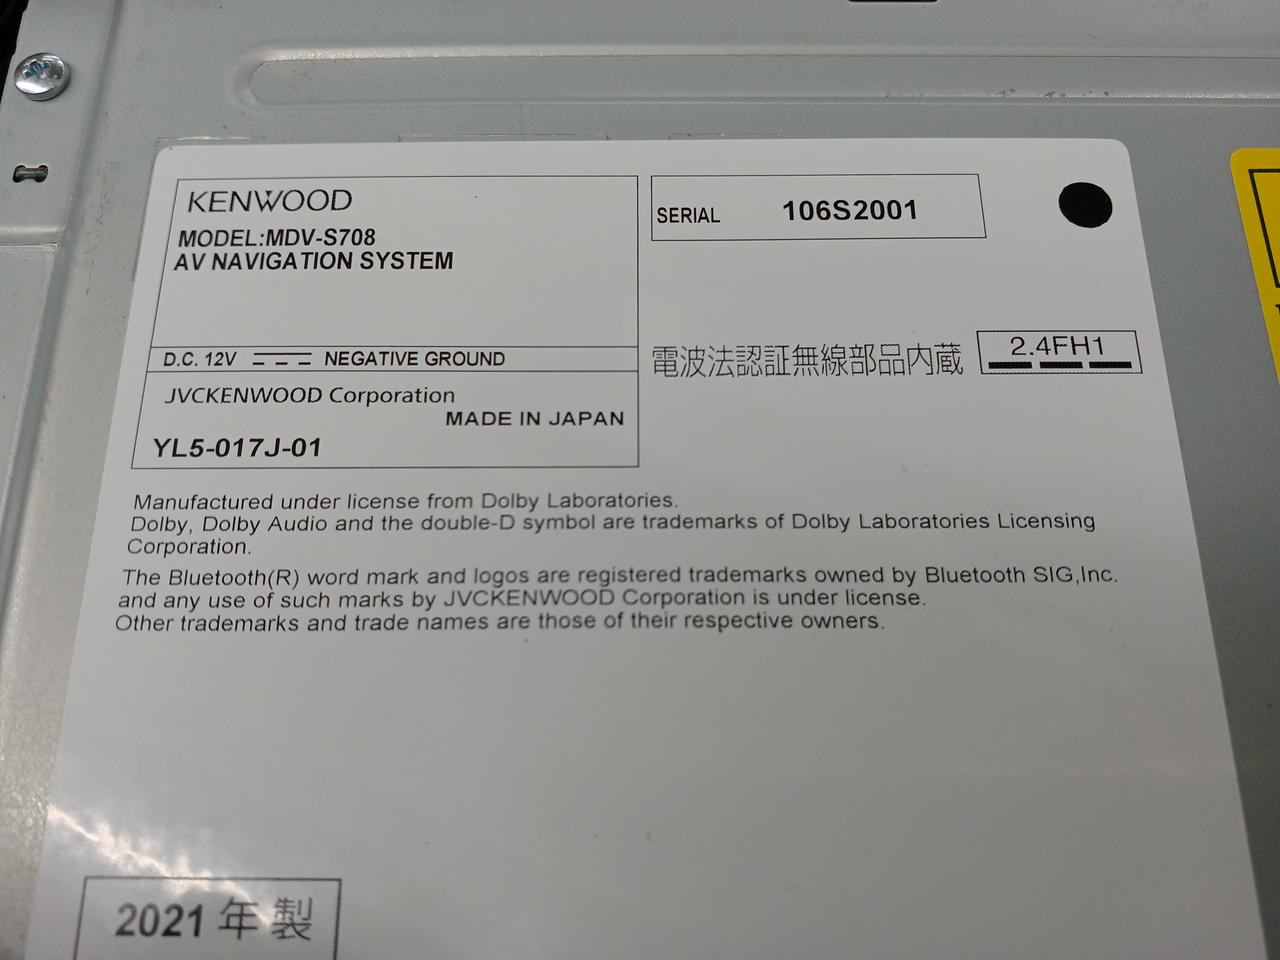 KENWOOD
MODEL:MDV-S708
AV NAVIGATION SYSTEM
SERIAL 106S2001
D.C. 12V NEGATIVE GROUND
JVCKENWOOD Corporation
MADE IN JAPAN
YL5-017J-01
電波法認証無線部品内蔵 2.4FH1
Manufactured under license from Dolby Laboratories.
Dolby, Dolby Audio and the double-D symbol are trademarks of Dolby Laboratories Licensing
Corporation.
The Bluetooth(R) word mark and logos are registered trademarks owned by Bluetooth SIG,Inc.
and any use of such marks by JVCKENWOOD Corporation is under license.
Other trademarks and trade names are those of their respective owners.
2021年製